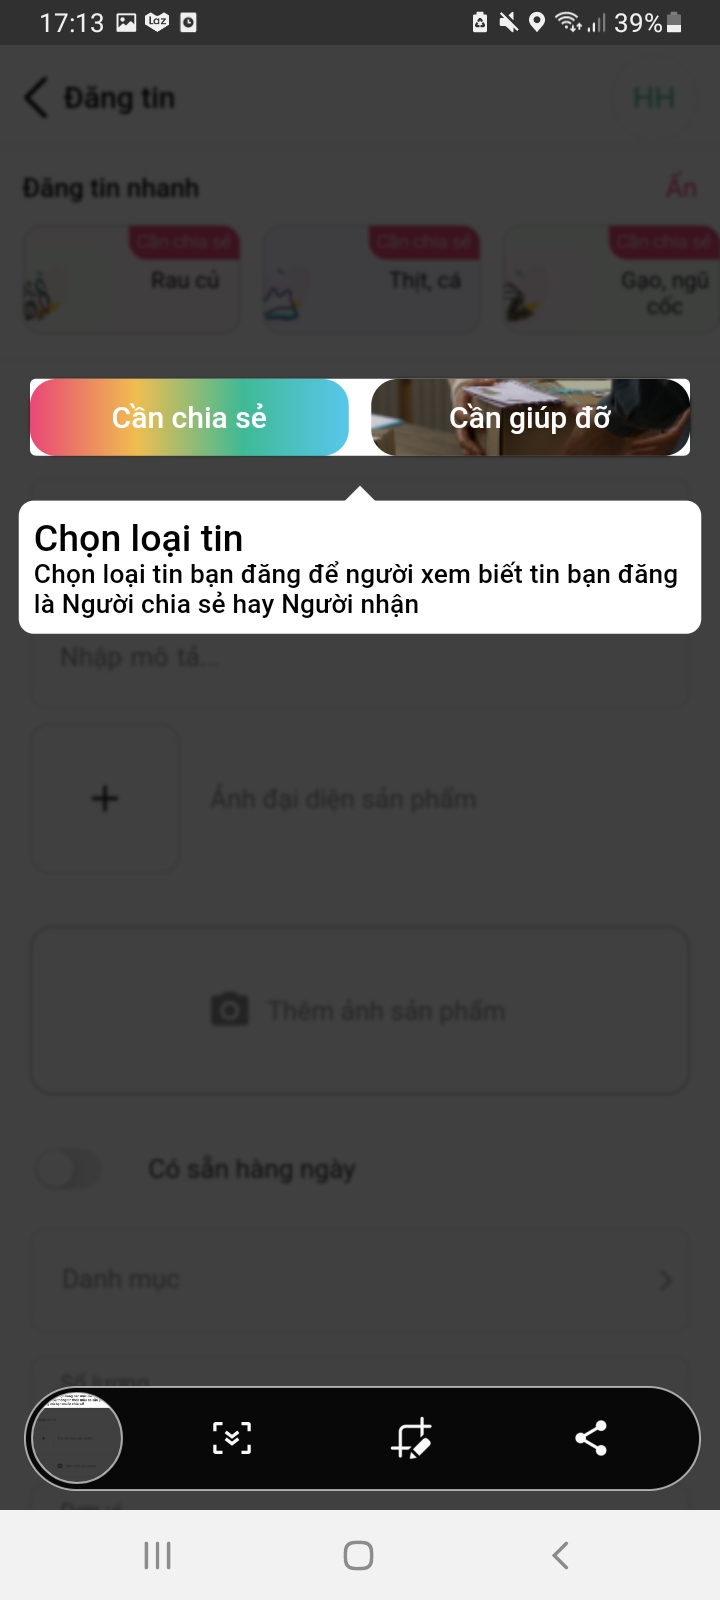 17:13 Laz 39%
Đăng tin HH
Đăng tin nhanh Ẩn
Cần chia sẻ Cần chia sẻ Cần chia sẻ
Rau củ Thịt, cá Gạo, ngũ
cốc
Cần chia sẻ Cần giúp đỡ
Chọn loại tin
Chọn loại tin bạn đăng để người xem biết tin bạn đăng
là Người chia sẻ hay Người nhận
Nhập mô tả...
Ảnh đại diện sản phẩm
Thêm ảnh sản phẩm
Có sẵn hàng ngày
Danh mục
Số lượng